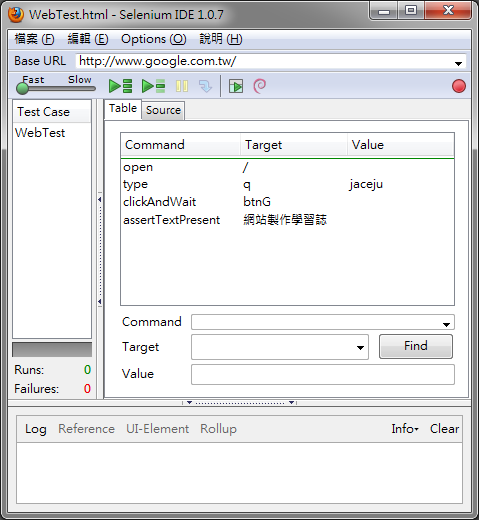 WebTest.html - Selenium IDE 1.0.7
檔案 (F) 編輯 (E) Options (O) 說明 (H)
Base URL http://www.google.com.tw/
Fast Slow
Test Case
WebTest
Table Source
Command Target Value
open /
type q jaceju
clickAndWait btnG
assertTextPresent 網站製作學習誌
Command
Target Find
Value
Runs: 0
Failures: 0
Log Reference UI-Element Rollup Info Clear